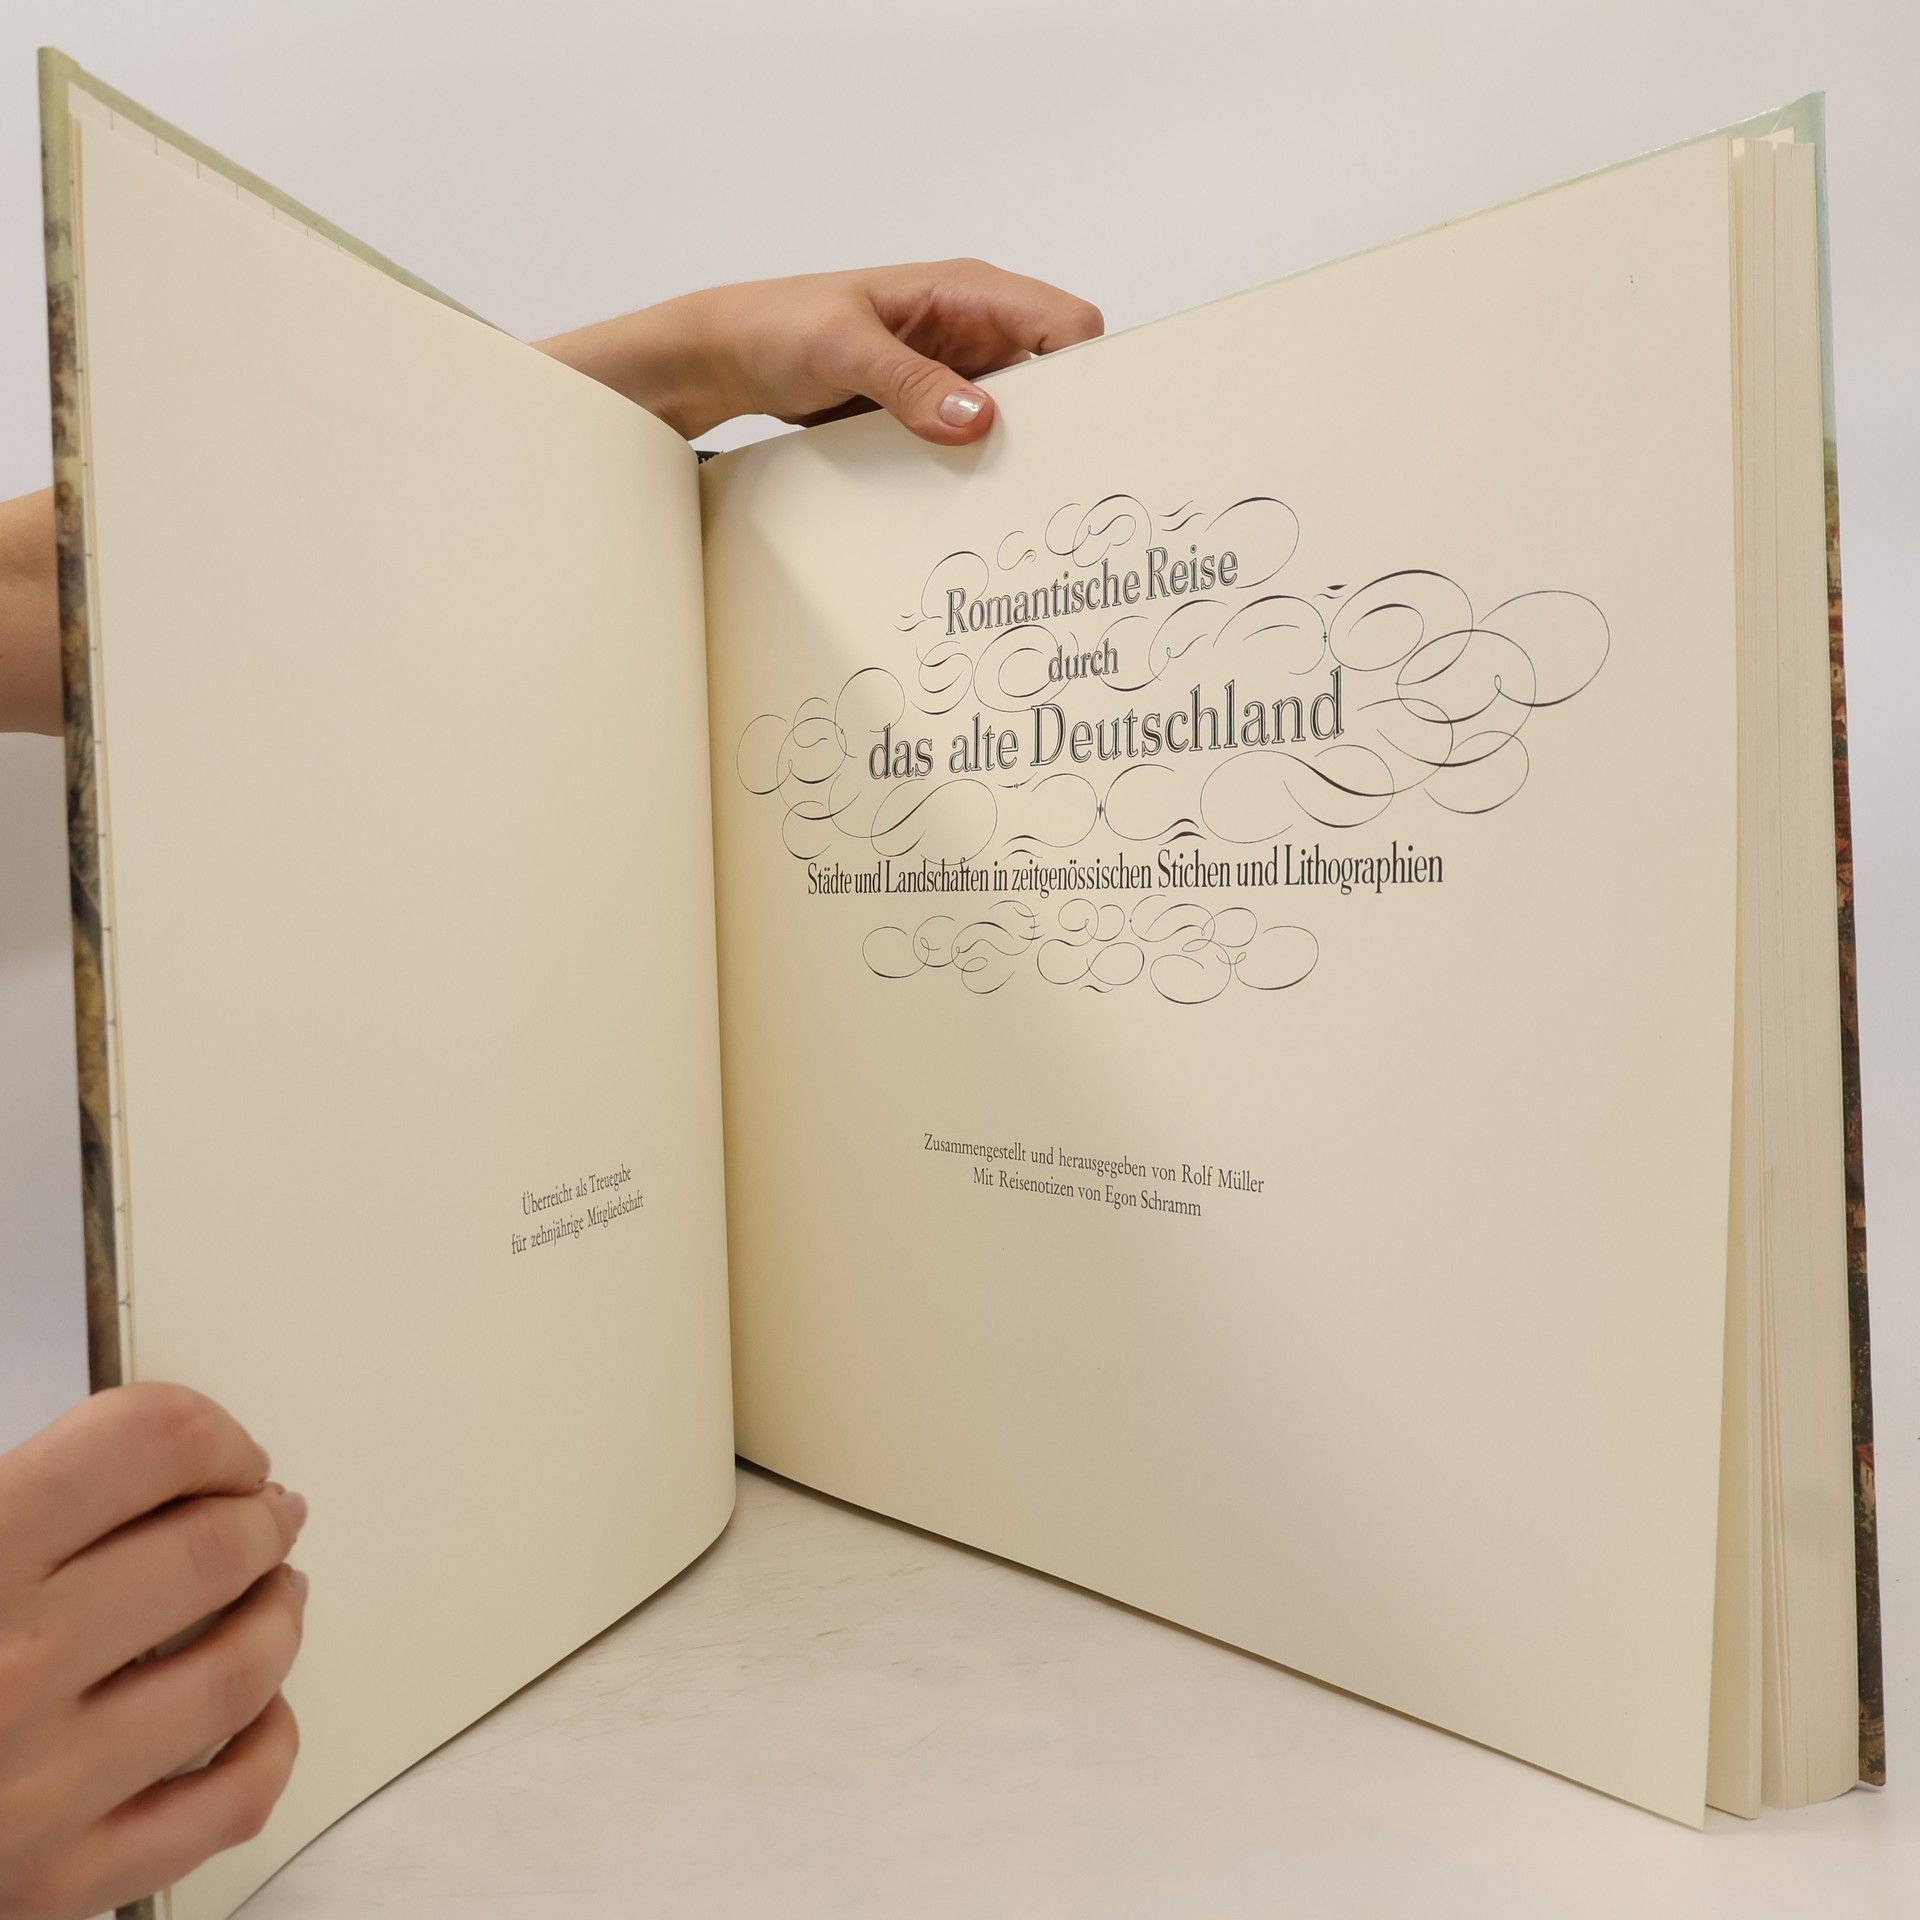 Überreicht als Treuegabe
für zehnjährige Mitgliedschaft
Romantische Reise
durch
das alte Deutschland
Städte und Landschaften in zeitgenössischen Stichen und Lithographien
Zusammengestellt und herausgegeben von Rolf Müller
Mit Reisenotizen von Egon Schramm